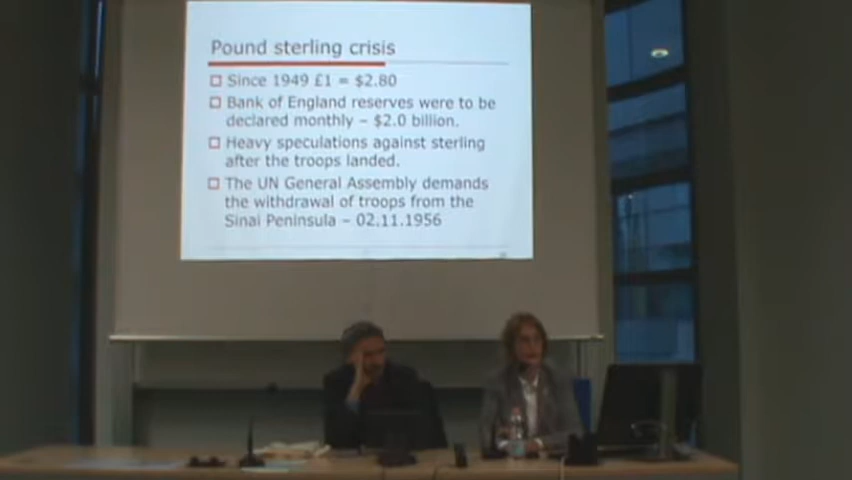 Pound sterling crisis
Since 1949 £1 = $2.80
Bank of England reserves were to be
declared monthly – $2.0 billion.
Heavy speculations against sterling
after the troops landed.
The UN General Assembly demands
the withdrawal of troops from the
Sinai Peninsula – 02.11.1956